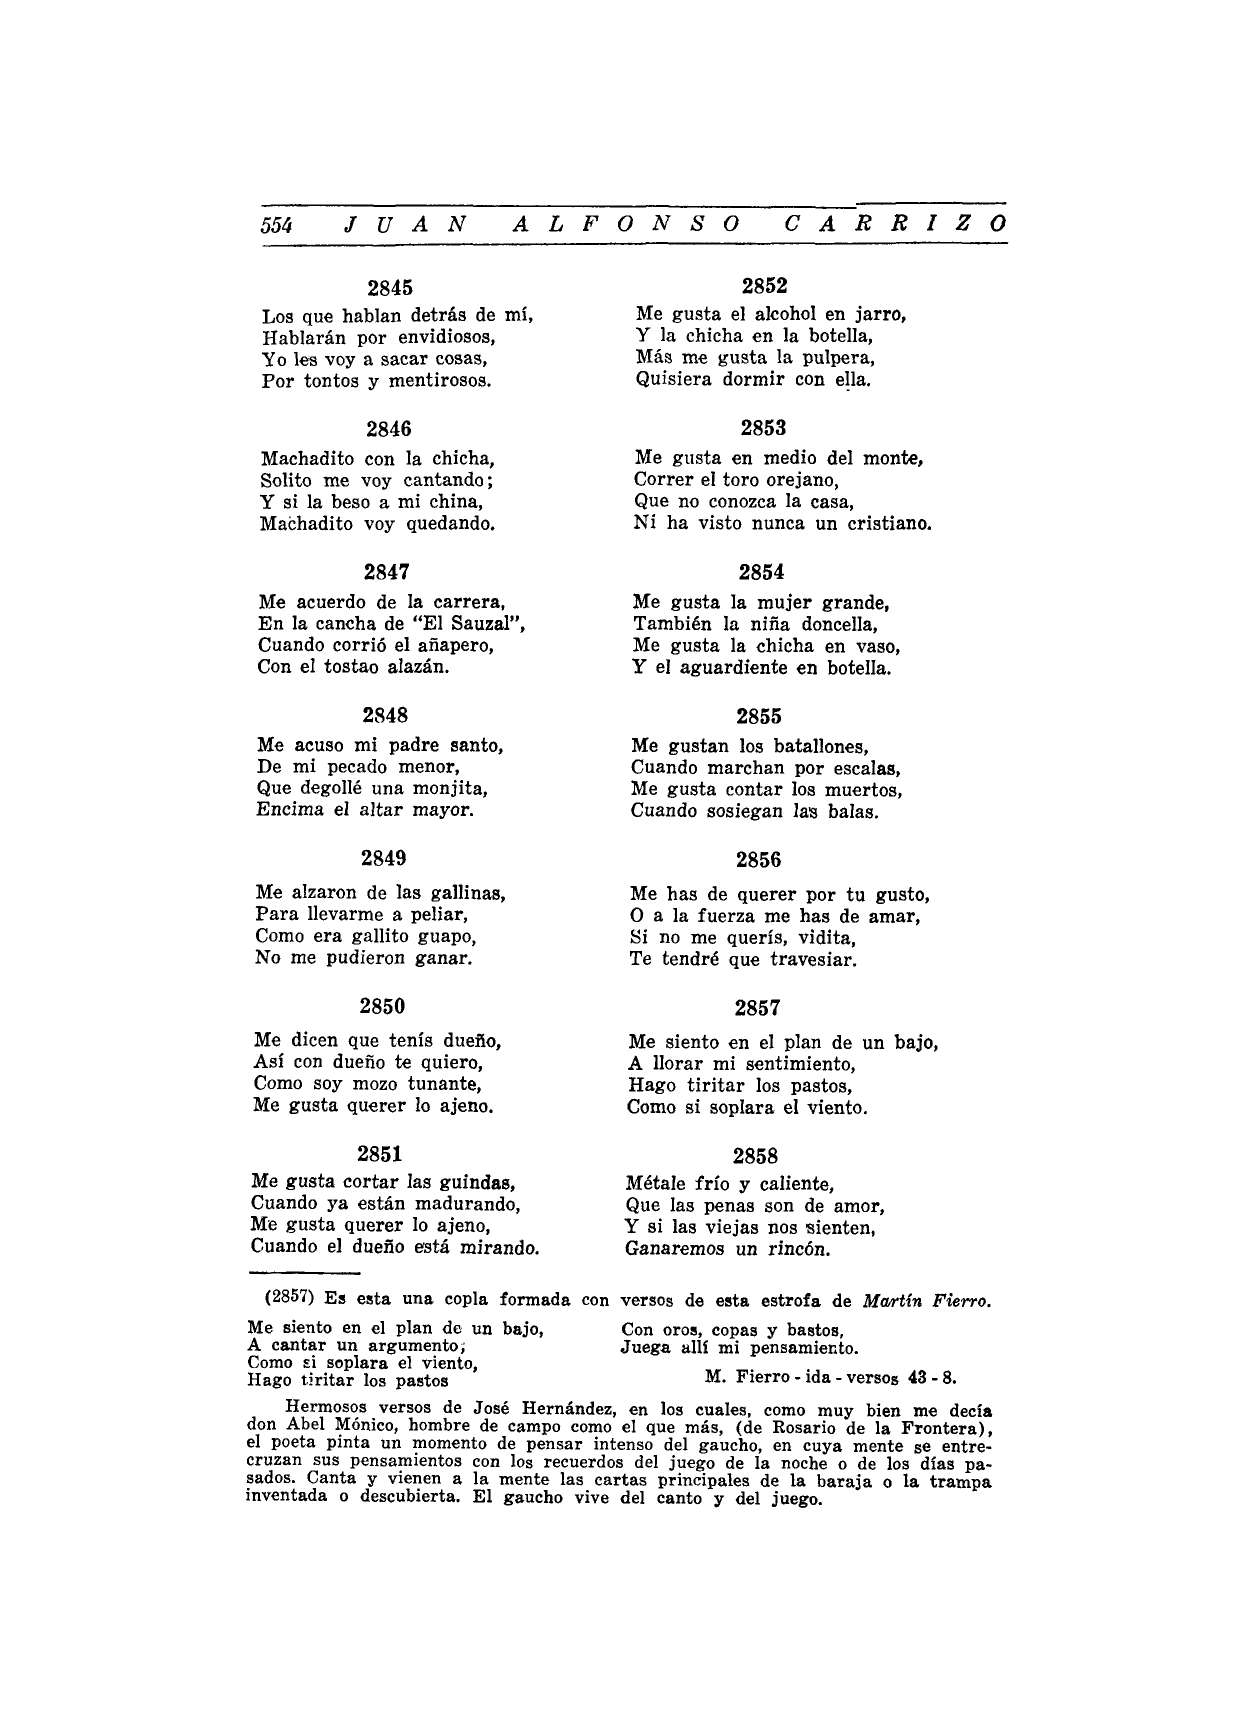 554 JUAN ALFONSO CARRIZO
2845
Los que hablan detrás de mí,
Hablarán por envidiosos,
Yo les voy a sacar cosas,
Por tontos y mentirosos.
2846
Machadito con la chicha,
Solito me voy cantando;
Y si la beso a mi china,
Machadito voy quedando.
2847
Me acuerdo de la carrera,
En la cancha de “El Sauzal”,
Cuando corrió el añapero,
Con el tostao alazán.
2848
Me acuso mi padre santo,
De mi pecado menor,
Que degollé una monjita,
Encima el altar mayor.
2849
Me alzaron de las gallinas,
Para llevarme a peliar,
Como era gallito guapo,
No me pudieron ganar.
2850
Me dicen que tenís dueño,
Así con dueño te quiero,
Como soy mozo tunante,
Me gusta querer lo ajeno.
2851
Me gusta cortar las guindas,
Cuando ya están madurando,
Me gusta querer lo ajeno,
Cuando el dueño está mirando.
2852
Me gusta el alcohol en jarro,
Y la chicha en la botella,
Más me gusta la pulpera,
Quisiera dormir con ella.
2853
Me gusta en medio del monte,
Correr el toro orejano,
Que no conozca la casa,
Ni ha visto nunca un cristiano.
2854
Me gusta la mujer grande,
También la niña doncella,
Me gusta la chicha en vaso,
Y el aguardiente en botella.
2855
Me gustan los batallones,
Cuando marchan por escalas,
Me gusta contar los muertos,
Cuando sosiegan las balas.
2856
Me has de querer por tu gusto,
O a la fuerza me has de amar,
Si no me querís, vidita,
Te tendré que travesiar.
2857
Me siento en el plan de un bajo,
A llorar mi sentimiento,
Hago tiritar los pastos,
Como si soplara el viento.
2858
Métale frío y caliente,
Que las penas son de amor,
Y si las viejas nos sienten,
Ganaremos un rincón.
(2857) Es esta una copla formada con versos de esta estrofa de Martín Fierro.
Me siento en el plan de un bajo,
A cantar un argumento;
Como si soplara el viento,
Hago tiritar los pastos
Con oros, copas y bastos,
Juega allí mi pensamiento.
M. Fierro - ida - versos 43 - 8.
Hermosos versos de José Hernández, en los cuales, como muy bien me decía
don Abel Mónico, hombre de campo como el que más, (de Rosario de la Frontera),
el poeta pinta un momento de pensar intenso del gaucho, en cuya mente se entre-
cruzan sus pensamientos con los recuerdos del juego de la noche o de los días pa-
sados. Canta y vienen a la mente las cartas principales de la baraja o la trampa
inventada o descubierta. El gaucho vive del canto y del juego.